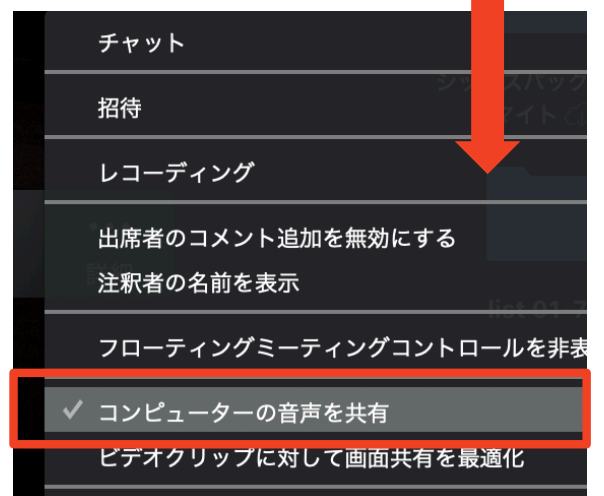 チャット
招待
レコーディング
出席者のコメント追加を無効にする
注釈者の名前を表示
フローティングミーティングコントロールを非表
コンピューターの音声を共有
ビデオクリップに対して画面共有を最適化